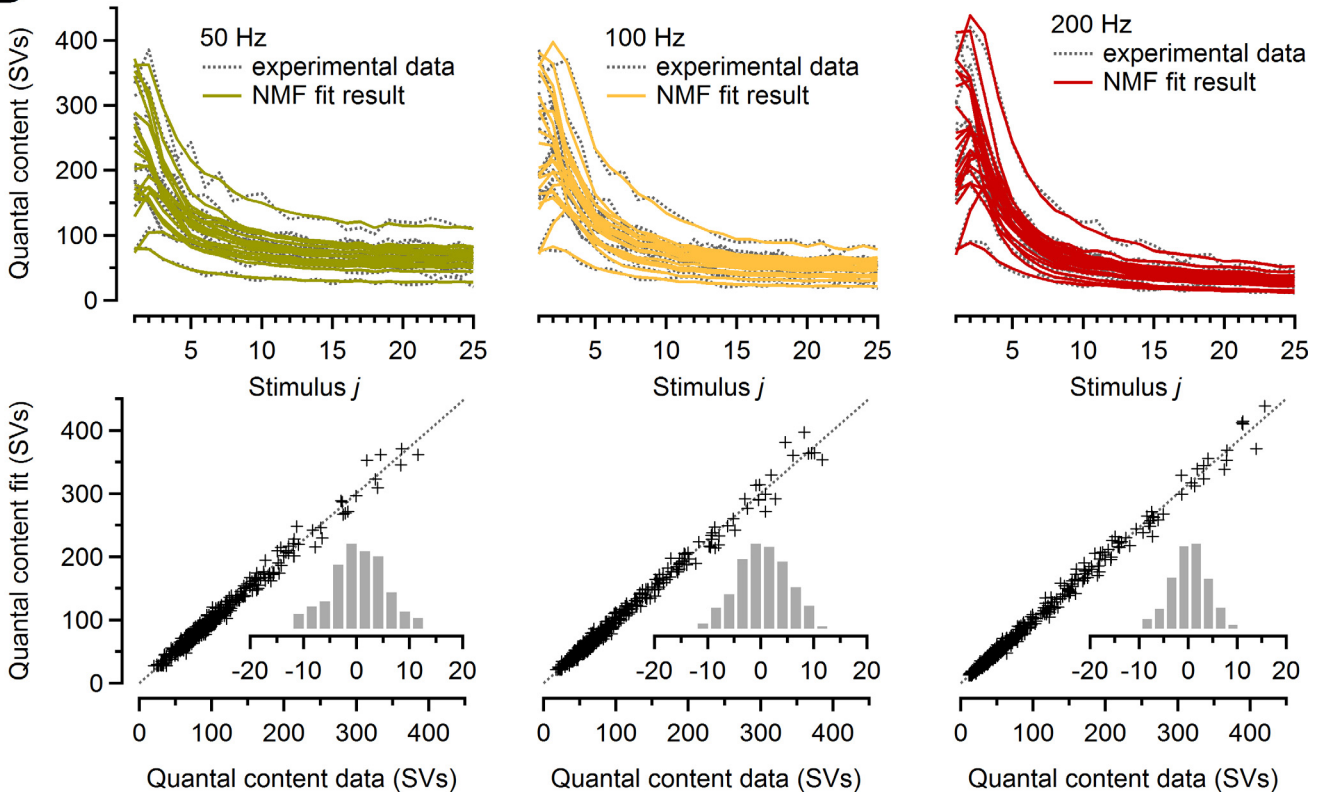 50 Hz
experimental data
NMF fit result
100 Hz
experimental data
NMF fit result
200 Hz
experimental data
NMF fit result
Quantal content (SVs)
400
300
200
100
0
5 10 15 20 25
5 10 15 20 25
5 10 15 20 25
Stimulus j
Stimulus j
Stimulus j
Quantal content fit (SVs)
400
300
200
100
0
-20 -10 0 10 20
-20 -10 0 10 20
-20 -10 0 10 20
0 100 200 300 400
0 100 200 300 400
0 100 200 300 400
Quantal content data (SVs)
Quantal content data (SVs)
Quantal content data (SVs)